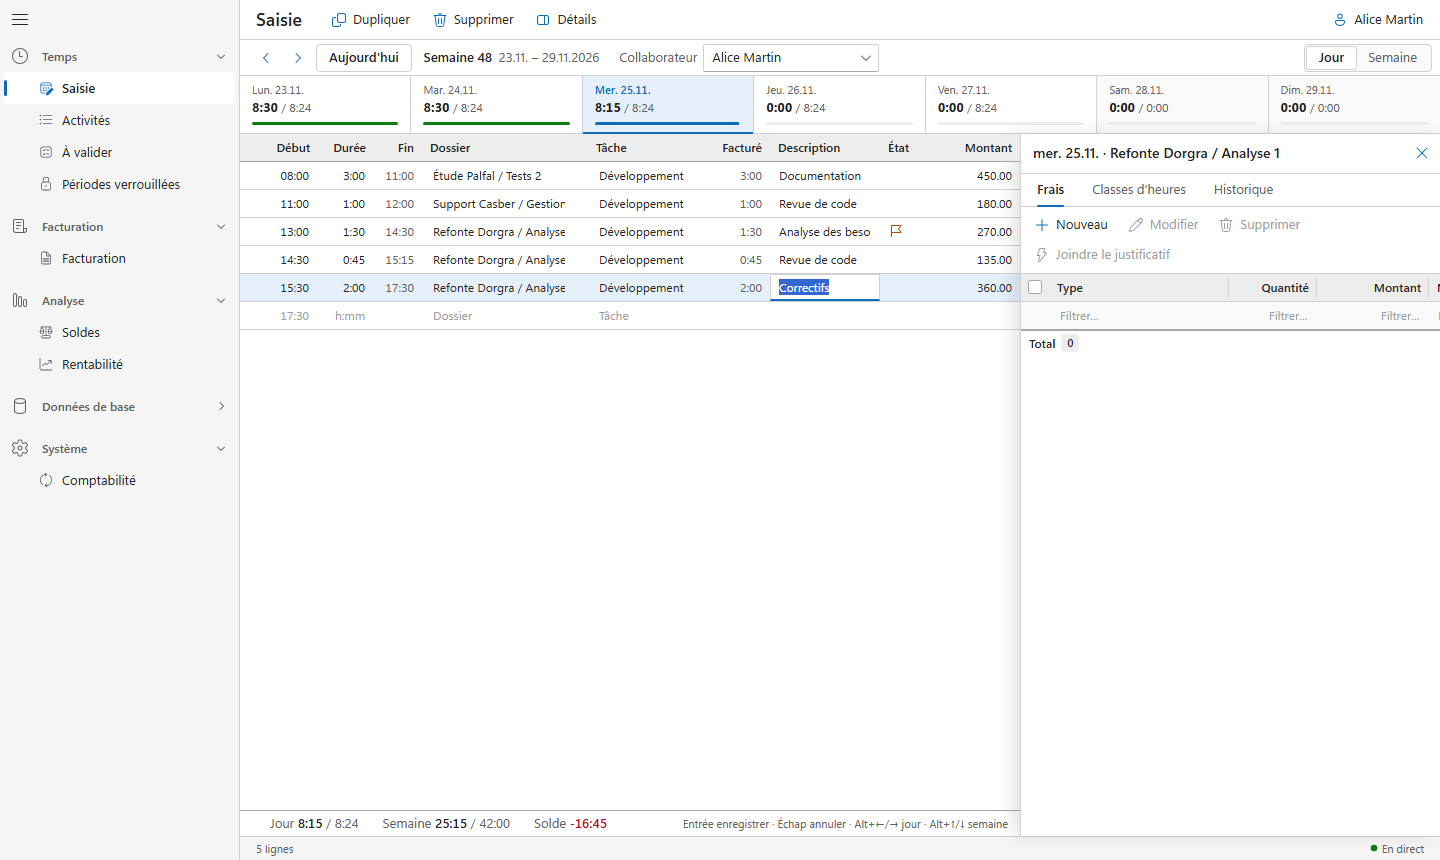 Saisie
Dupliquer
Supprimer
Détails
Alice Martin
Temps
Saisie
Activités
À valider
Périodes verrouillées
Facturation
Facturation
Analyse
Soldes
Rentabilité
Données de base
Système
Comptabilité
Aujourd'hui
Semaine 48 23.11. – 29.11.2026
Collaborateur
Alice Martin
Jour
Semaine
Lun. 23.11.
8:30 / 8:24
Mar. 24.11.
8:30 / 8:24
Mer. 25.11.
8:15 / 8:24
Jeu. 26.11.
0:00 / 8:24
Ven. 27.11.
0:00 / 8:24
Sam. 28.11.
0:00 / 0:00
Dim. 29.11.
0:00 / 0:00
Début Durée Fin Dossier Tâche Facturé Description État Montant
08:00 3:00 11:00 Étude Palfal / Tests 2 Développement 3:00 Documentation 450.00
11:00 1:00 12:00 Support Casber / Gestion Développement 1:00 Revue de code 180.00
13:00 1:30 14:30 Refonte Dorgra / Analyse Développement 1:30 Analyse des beso 270.00
14:30 0:45 15:15 Refonte Dorgra / Analyse Développement 0:45 Revue de code 135.00
15:30 2:00 17:30 Refonte Dorgra / Analyse Développement 2:00 Correctifs 360.00
17:30 h:mm Dossier Tâche
mer. 25.11. · Refonte Dorgra / Analyse 1
Frais
Classes d'heures
Historique
Nouveau
Modifier
Supprimer
Joindre le justificatif
Type Quantité Montant
Filtrer... Filtrer... Filtrer...
Total 0
Jour 8:15 / 8:24 Semaine 25:15 / 42:00 Solde -16:45
Entrée enregistrer · Échap annuler · Alt+←/→ jour · Alt+↑/↓ semaine
5 lignes
En direct